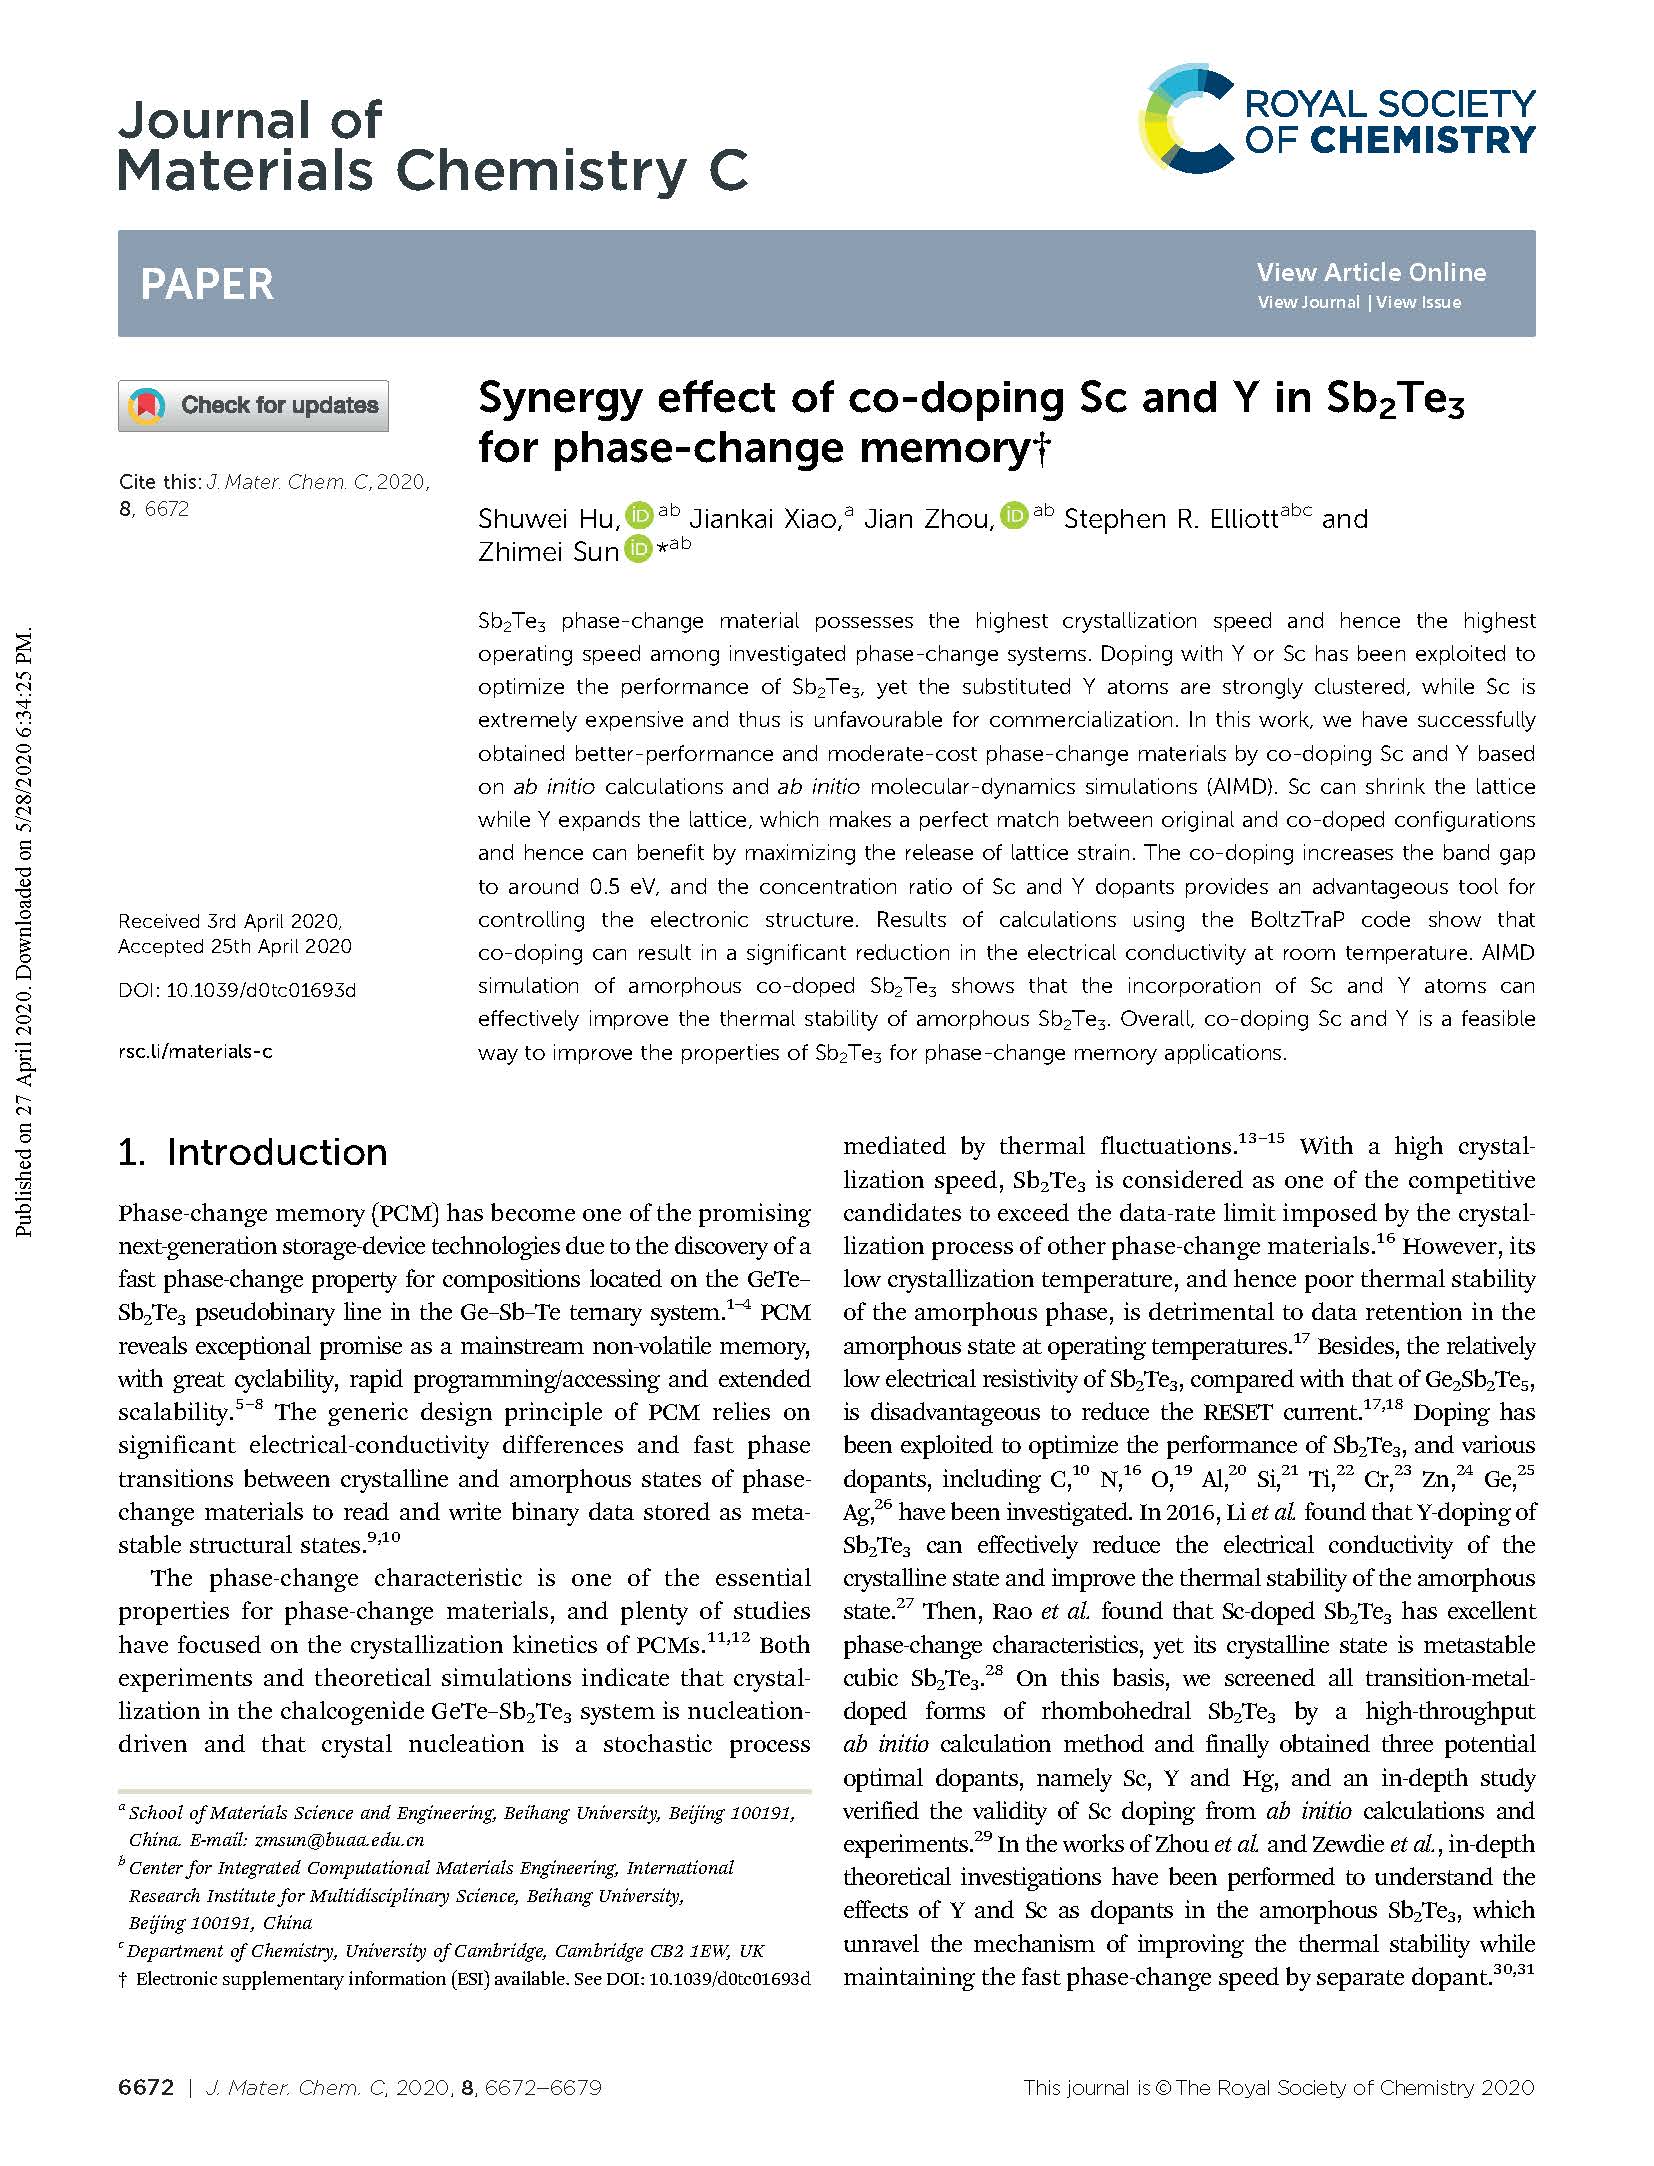 Journal of
Materials Chemistry C
ROYAL SOCIETY
OF CHEMISTRY
PAPER
View Article Online
View Journal | View Issue
Check for updates
Cite this: J. Mater. Chem. C, 2020,
8, 6672
Synergy effect of co-doping Sc and Y in Sb₂Te₃
for phase-change memory†
Shuwei Hu, iD ᵃᵇ Jiankai Xiao,ᵃ Jian Zhou, iD ᵃᵇ Stephen R. Elliottᵃᵇᶜ and
Zhimei Sun iD *ᵃᵇ
Sb₂Te₃ phase-change material possesses the highest crystallization speed and hence the highest
operating speed among investigated phase-change systems. Doping with Y or Sc has been exploited to
optimize the performance of Sb₂Te₃, yet the substituted Y atoms are strongly clustered, while Sc is
extremely expensive and thus is unfavourable for commercialization. In this work, we have successfully
obtained better-performance and moderate-cost phase-change materials by co-doping Sc and Y based
on ab initio calculations and ab initio molecular-dynamics simulations (AIMD). Sc can shrink the lattice
while Y expands the lattice, which makes a perfect match between original and co-doped configurations
and hence can benefit by maximizing the release of lattice strain. The co-doping increases the band gap
to around 0.5 eV, and the concentration ratio of Sc and Y dopants provides an advantageous tool for
controlling the electronic structure. Results of calculations using the BoltzTraP code show that
co-doping can result in a significant reduction in the electrical conductivity at room temperature. AIMD
simulation of amorphous co-doped Sb₂Te₃ shows that the incorporation of Sc and Y atoms can
effectively improve the thermal stability of amorphous Sb₂Te₃. Overall, co-doping Sc and Y is a feasible
way to improve the properties of Sb₂Te₃ for phase-change memory applications.
Received 3rd April 2020,
Accepted 25th April 2020
DOI: 10.1039/d0tc01693d
rsc.li/materials-c
Published on 27 April 2020. Downloaded on 5/28/2020 6:34:25 PM.
1. Introduction
Phase-change memory (PCM) has become one of the promising
next-generation storage-device technologies due to the discovery of a
fast phase-change property for compositions located on the GeTe–
Sb₂Te₃ pseudobinary line in the Ge–Sb–Te ternary system.¹⁻⁴ PCM
reveals exceptional promise as a mainstream non-volatile memory,
with great cyclability, rapid programming/accessing and extended
scalability.⁵⁻⁸ The generic design principle of PCM relies on
significant electrical-conductivity differences and fast phase
transitions between crystalline and amorphous states of phase-
change materials to read and write binary data stored as meta-
stable structural states.⁹,¹⁰
The phase-change characteristic is one of the essential
properties for phase-change materials, and plenty of studies
have focused on the crystallization kinetics of PCMs.¹¹,¹² Both
experiments and theoretical simulations indicate that crystal-
lization in the chalcogenide GeTe–Sb₂Te₃ system is nucleation-
driven and that crystal nucleation is a stochastic process
mediated by thermal fluctuations.¹³⁻¹⁵ With a high crystal-
lization speed, Sb₂Te₃ is considered as one of the competitive
candidates to exceed the data-rate limit imposed by the crystal-
lization process of other phase-change materials.¹⁶ However, its
low crystallization temperature, and hence poor thermal stability
of the amorphous phase, is detrimental to data retention in the
amorphous state at operating temperatures.¹⁷ Besides, the relatively
low electrical resistivity of Sb₂Te₃, compared with that of Ge₂Sb₂Te₅,
is disadvantageous to reduce the RESET current.¹⁷,¹⁸ Doping has
been exploited to optimize the performance of Sb₂Te₃, and various
dopants, including C,¹⁰ N,¹⁶ O,¹⁹ Al,²⁰ Si,²¹ Ti,²² Cr,²³ Zn,²⁴ Ge,²⁵
Ag,²⁶ have been investigated. In 2016, Li et al. found that Y-doping of
Sb₂Te₃ can effectively reduce the electrical conductivity of the
crystalline state and improve the thermal stability of the amorphous
state.²⁷ Then, Rao et al. found that Sc-doped Sb₂Te₃ has excellent
phase-change characteristics, yet its crystalline state is metastable
cubic Sb₂Te₃.²⁸ On this basis, we screened all transition-metal-
doped forms of rhombohedral Sb₂Te₃ by a high-throughput
ab initio calculation method and finally obtained three potential
optimal dopants, namely Sc, Y and Hg, and an in-depth study
verified the validity of Sc doping from ab initio calculations and
experiments.²⁹ In the works of Zhou et al. and Zewdie et al., in-depth
theoretical investigations have been performed to understand the
effects of Y and Sc as dopants in the amorphous Sb₂Te₃, which
unravel the mechanism of improving the thermal stability while
maintaining the fast phase-change speed by separate dopant.³⁰,³¹
ᵃ School of Materials Science and Engineering, Beihang University, Beijing 100191,
China. E-mail: zmsun@buaa.edu.cn
ᵇ Center for Integrated Computational Materials Engineering, International
Research Institute for Multidisciplinary Science, Beihang University,
Beijing 100191, China
ᶜ Department of Chemistry, University of Cambridge, Cambridge CB2 1EW, UK
† Electronic supplementary information (ESI) available. See DOI: 10.1039/d0tc01693d
6672 | J. Mater. Chem. C, 2020, 8, 6672–6679
This journal is © The Royal Society of Chemistry 2020